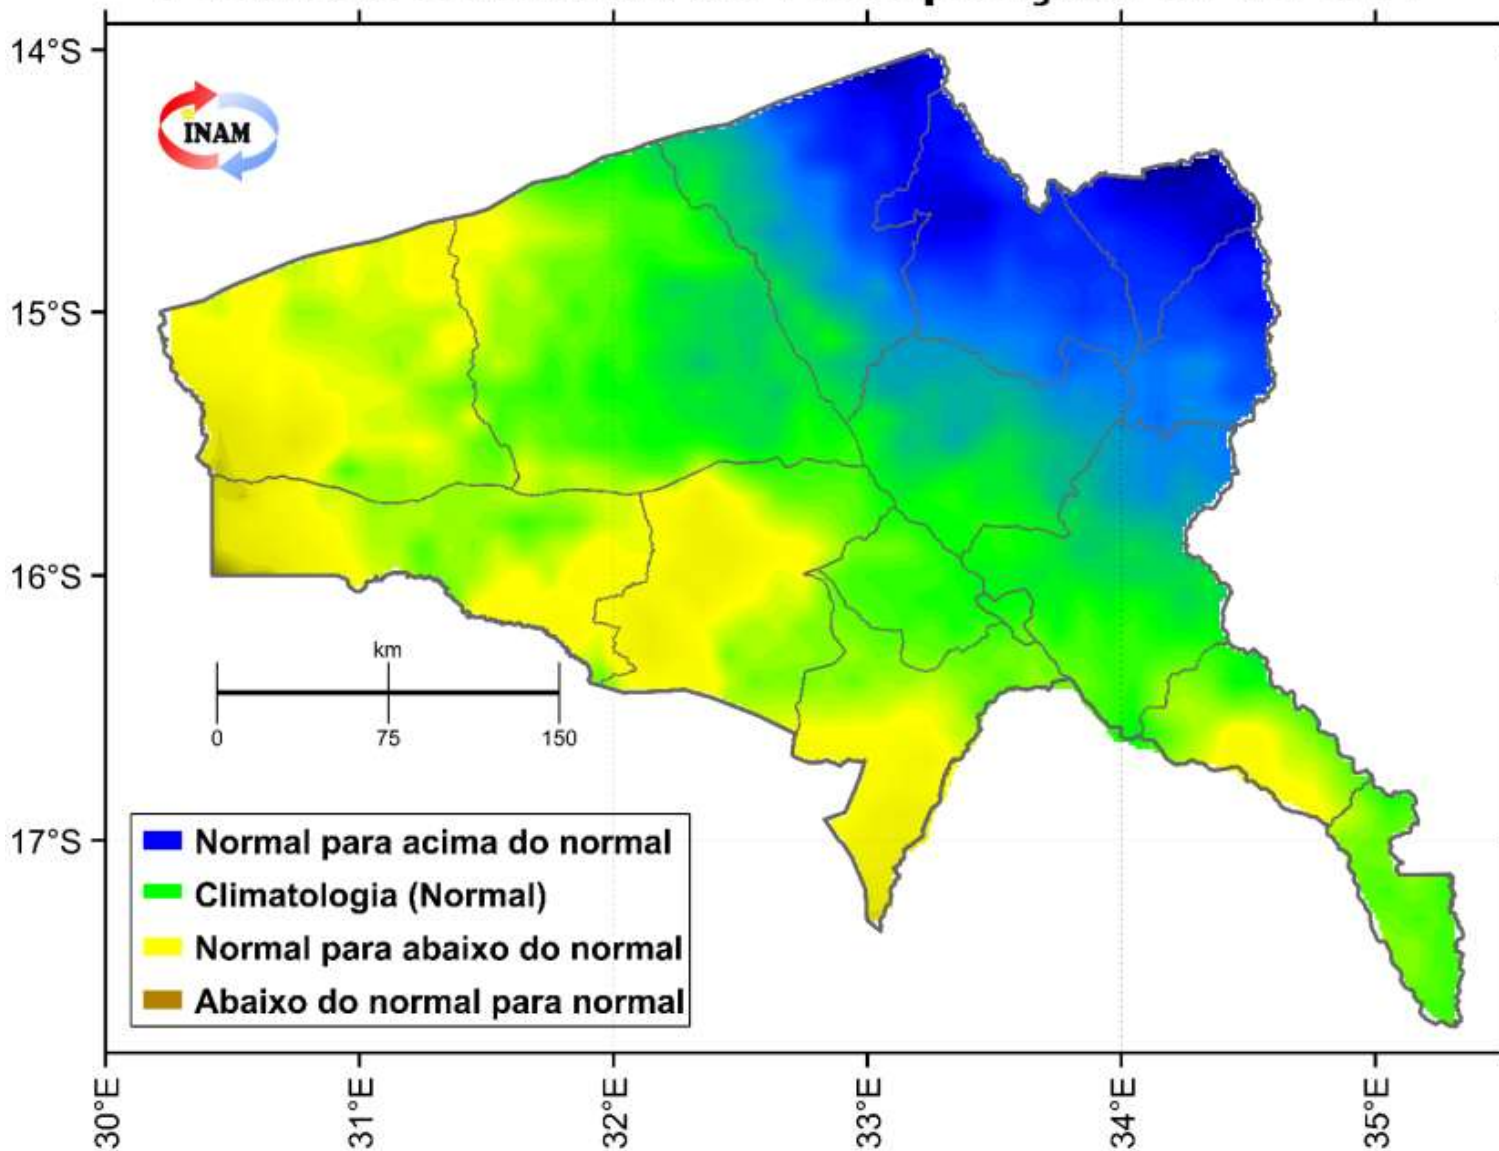 14°S
INAM
15°S
16°S
km
0 75 150
17°S
Normal para acima do normal
Climatologia (Normal)
Normal para abaixo do normal
Abaixo do normal para normal
30°E 31°E 32°E 33°E 34°E 35°E